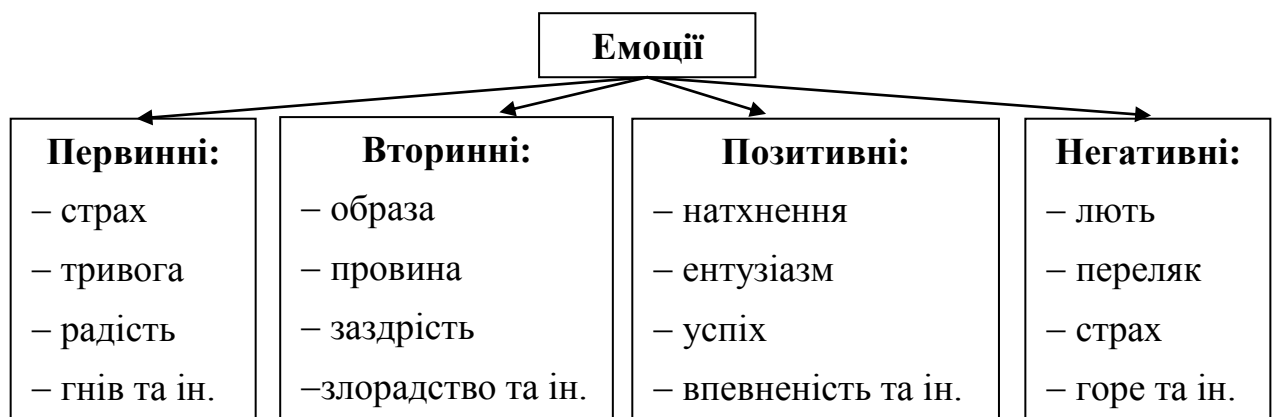 Емоції
Первинні:
– страх
– тривога
– радість
– гнів та ін.
Вторинні:
– образа
– провина
– заздрість
–злорадство та ін.
Позитивні:
– натхнення
– ентузіазм
– успіх
– впевненість та ін.
Негативні:
– лють
– переляк
– страх
– горе та ін.